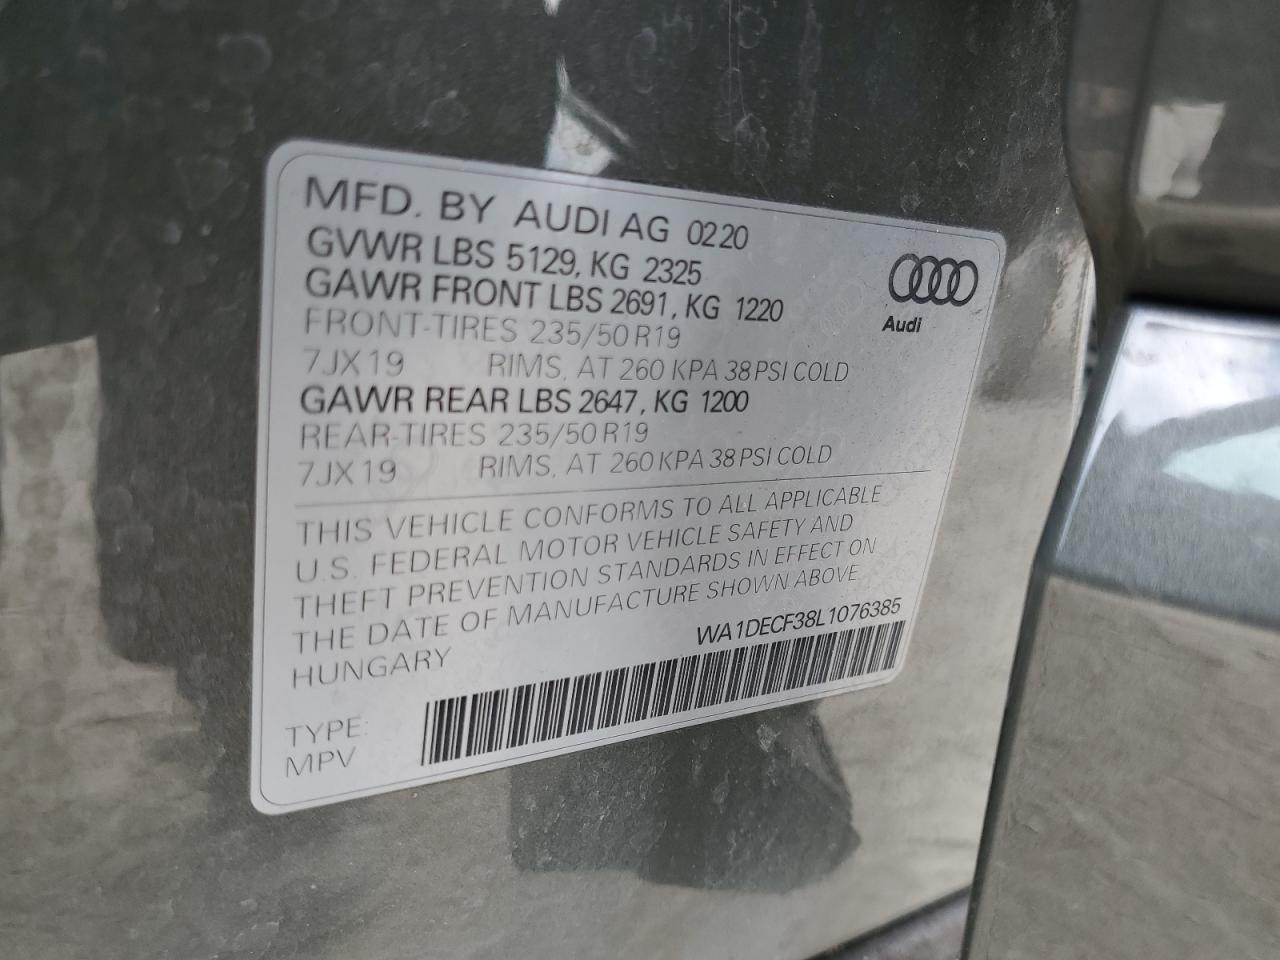 MFD. BY AUDI AG 0220
GVWR LBS 5129, KG 2325
GAWR FRONT LBS 2691, KG 1220
FRONT-TIRES 235/50 R19
7JX19 RIMS, AT 260 KPA 38 PSI COLD
GAWR REAR LBS 2647, KG 1200
REAR-TIRES 235/50 R19
7JX19 RIMS, AT 260 KPA 38 PSI COLD
Audi
THIS VEHICLE CONFORMS TO ALL APPLICABLE
U.S. FEDERAL MOTOR VEHICLE SAFETY AND
THEFT PREVENTION STANDARDS IN EFFECT ON
THE DATE OF MANUFACTURE SHOWN ABOVE
HUNGARY
WA1DECF38L1076385
TYPE:
MPV